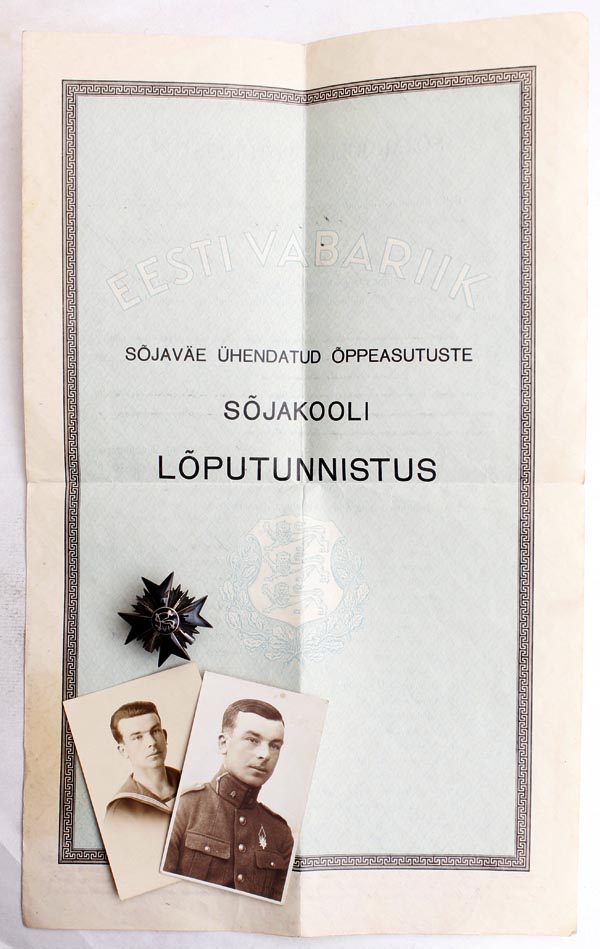 EESTI VABARIIK
SÕJAVÄE ÜHENDATUD ÕPPEASUTUSTE
SÕJAKOOLI
LÕPUTUNNISTUS